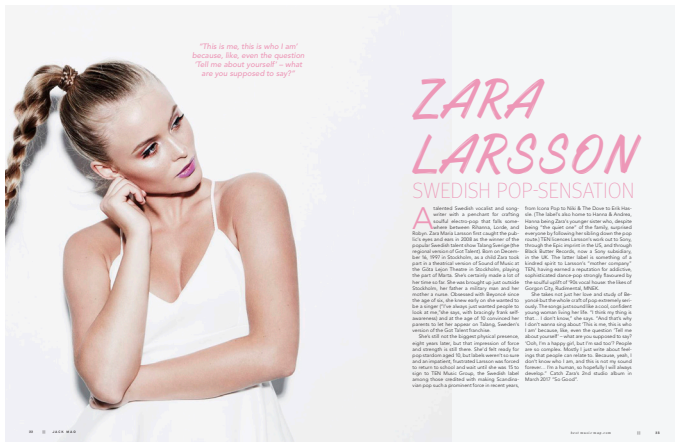 "This is me, this is who I am'
because, like, even the question
'Tell me about yourself' – what
are you supposed to say?"
ZARA
LARSSON
SWEDISH POP-SENSATION
A talented Swedish vocalist and song-
writer with a penchant for crafting
soulful electro-pop that falls some-
where between Rihanna, Lorde, and
Robyn. Zara Maria Larsson first caught the pub-
lic's eyes and ears in 2008 as the winner of the
popular Swedish talent show Talang Sverige (the
regional version of Got Talent). Born on Decem-
ber 16, 1997 in Stockholm, as a child Zara took
part in a theatrical version of Sound of Music at
the Göta Lejon Theatre in Stockholm, playing
the part of Marta. She's certainly made a lot of
her time so far. She was brought up just outside
Stockholm, her father a military man and her
mother a nurse. Obsessed with Beyoncé since
the age of six, she knew early on she wanted to
be a singer ("I've always just wanted people to
look at me," she says, with bracingly frank self-
awareness) and at the age of 10 convinced her
parents to let her appear on Talang, Sweden's
version of the Got Talent franchise.
She's still not the biggest physical presence,
eight years later, but that impression of force
and strength is still there. She'd felt ready for
pop stardom aged 10, but labels weren't so sure
and an impatient, frustrated Larsson was forced
to return to school and wait until she was 15 to
sign to TEN Music Group, the Swedish label
among those credited with making Scandina-
vian pop such a prominent force in recent years,
from Icona Pop to Niki & The Dove to Erik Has-
sle. (The label's also home to Hanna & Andrea,
Hanna being Zara's younger sister who, despite
being "the quiet one" of the family, surprised
everyone by following her sibling down the pop
route.) TEN licences Larsson's work out to Sony,
through the Epic imprint in the US, and through
Black Butter Records, now a Sony subsidiary,
in the UK. The latter label is something of a
kindred spirit to Larsson's "mother company"
TEN, having earned a reputation for addictive,
sophisticated dance-pop strongly flavoured by
the soulful uplift of '90s vocal house: the likes of
Gorgon City, Rudimental, MNEK.
She takes not just her love and study of Be-
yoncé but the whole craft of pop extremely seri-
ously. The songs just sound like a cool, confident
young woman living her life. "I think my thing is
that… I don't know," she says. "And that's why
I don't wanna sing about 'This is me, this is who
I am' because, like, even the question 'Tell me
about yourself' – what are you supposed to say?
'Ooh, I'm a happy girl, but I'm sad too'? People
are so complex. Mostly I just write about feel-
ings that people can relate to. Because, yeah, I
don't know who I am, and this is not my sound
forever… I'm a human, so hopefully I will always
develop." Catch Zara's 2nd studio album in
March 2017 "So Good".
JACK MAG